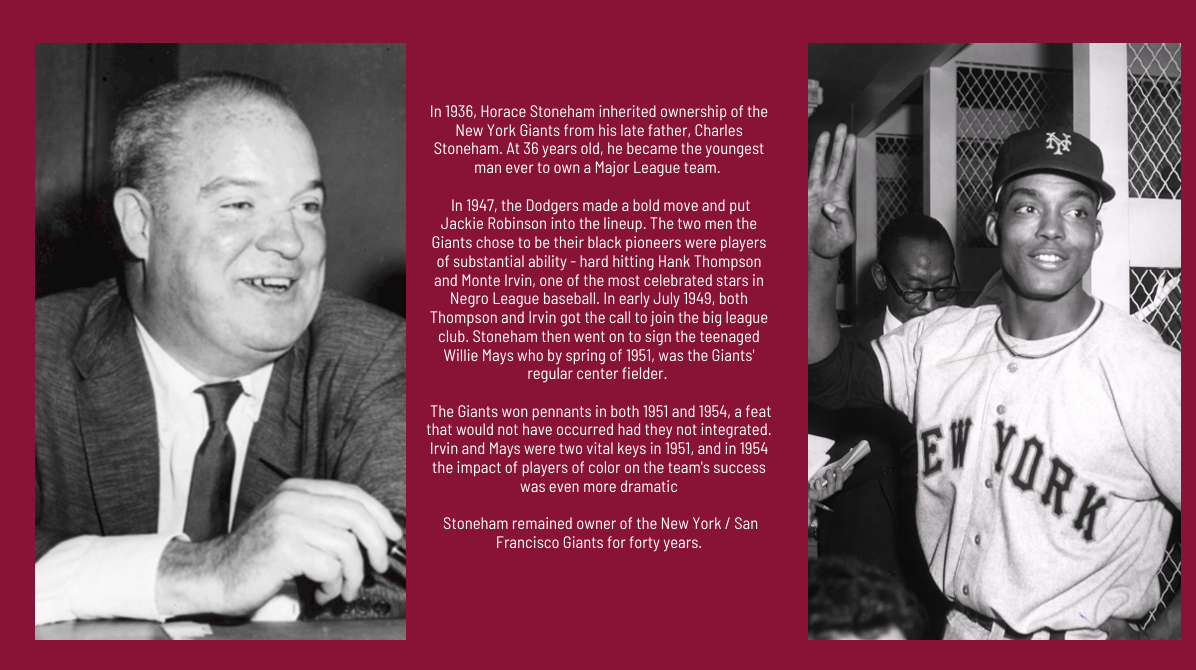 In 1936, Horace Stoneham inherited ownership of the
New York Giants from his late father, Charles
Stoneham. At 36 years old, he became the youngest
man ever to own a Major League team.
In 1947, the Dodgers made a bold move and put
Jackie Robinson into the lineup. The two men the
Giants chose to be their black pioneers were players
of substantial ability - hard hitting Hank Thompson
and Monte Irvin, one of the most celebrated stars in
Negro League baseball. In early July 1949, both
Thompson and Irvin got the call to join the big league
club. Stoneham then went on to sign the teenaged
Willie Mays who by spring of 1951, was the Giants'
regular center fielder.
The Giants won pennants in both 1951 and 1954, a feat
that would not have occurred had they not integrated.
Irvin and Mays were two vital keys in 1951, and in 1954
the impact of players of color on the team's success
was even more dramatic
Stoneham remained owner of the New York / San
Francisco Giants for forty years.
NY
EW YORK